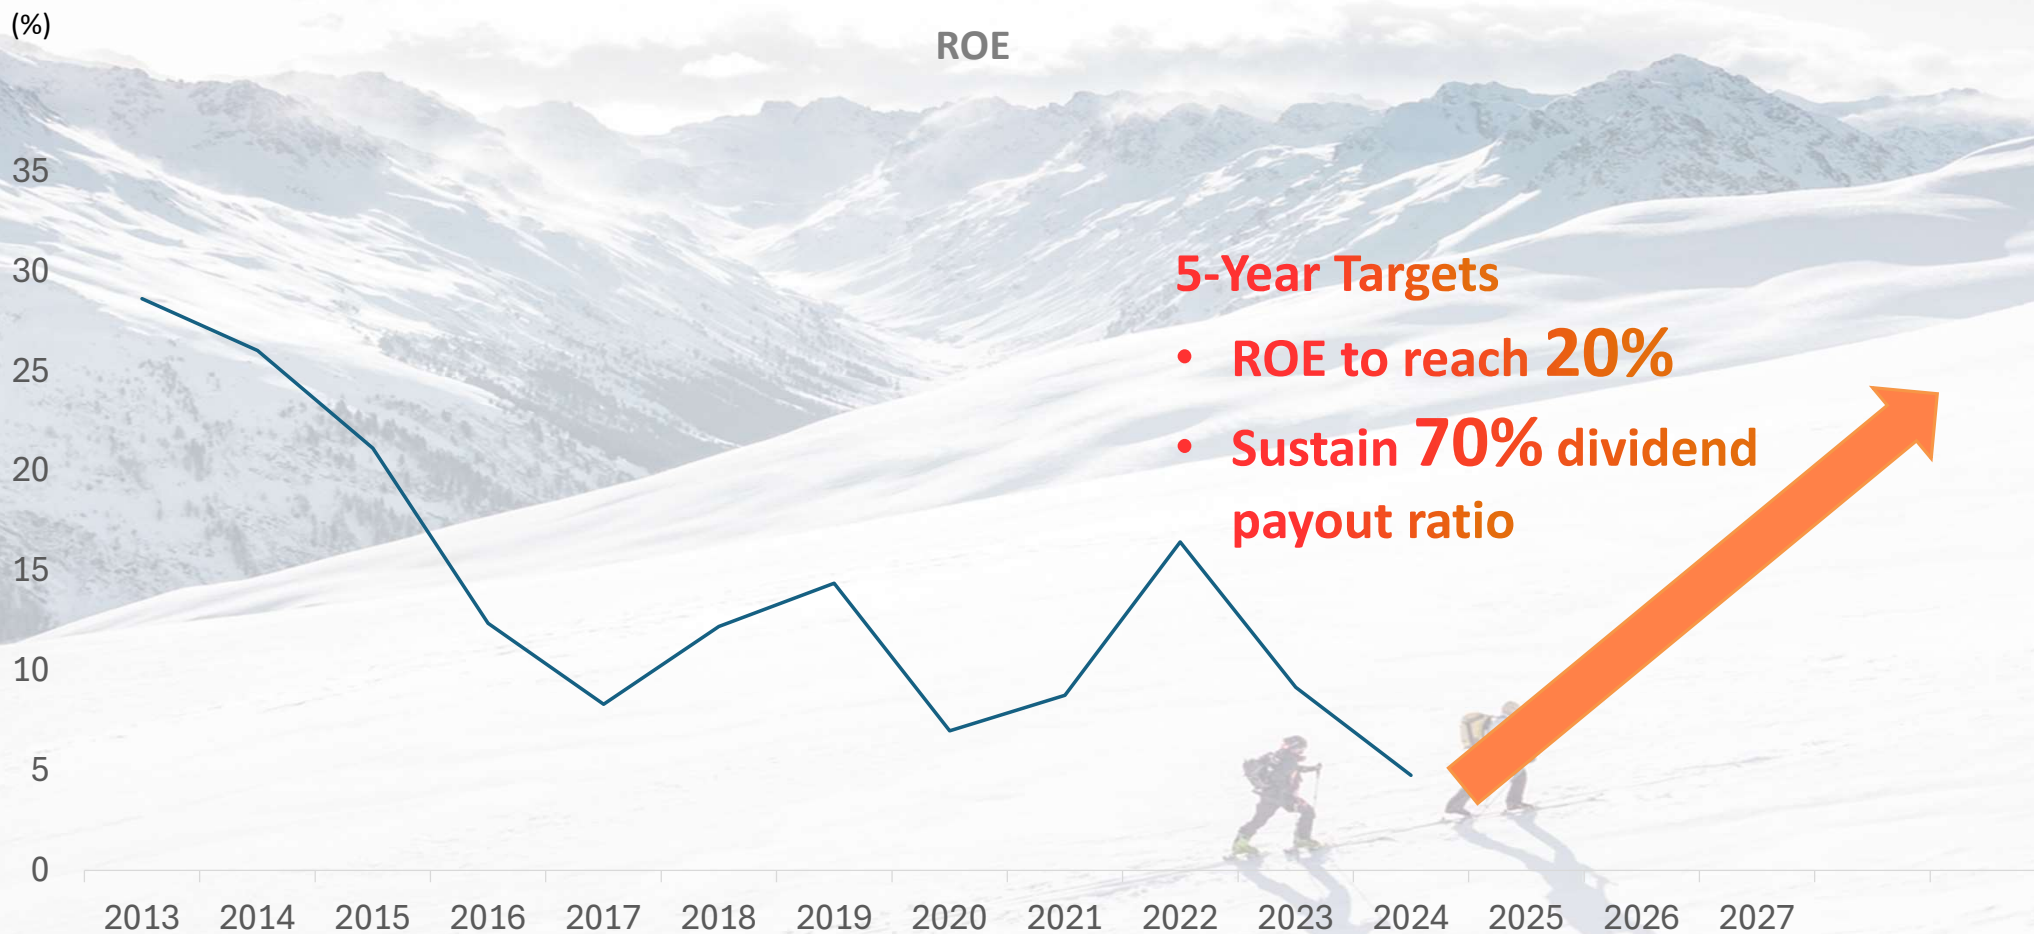 (%)
ROE
35
30
25
20
15
10
5
0
5-Year Targets
• ROE to reach 20%
• Sustain 70% dividend
payout ratio
2013 2014 2015 2016 2017 2018 2019 2020 2021 2022 2023 2024 2025 2026 2027